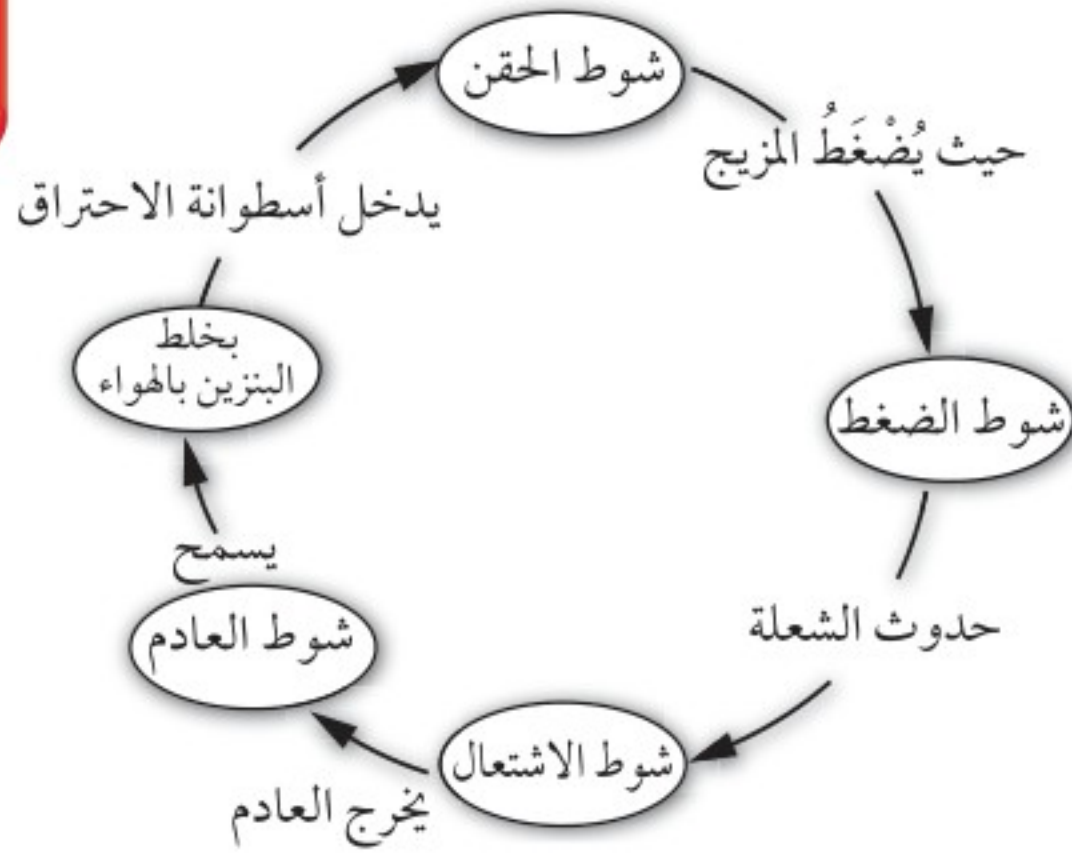 شوط الحقن
حيث يُضْغَطُ المزيج
شوط الضغط
حدوث الشعلة
شوط الاشتعال
يخرج العادم
شوط العادم
يسمح
بخلط
البنزين بالهواء
يدخل أسطوانة الاحتراق